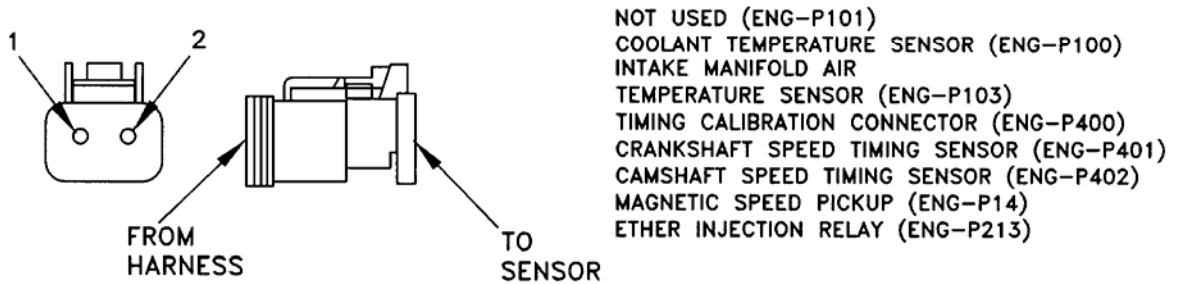 1
2
FROM
HARNESS
TO
SENSOR
NOT USED (ENG-P101)
COOLANT TEMPERATURE SENSOR (ENG-P100)
INTAKE MANIFOLD AIR
TEMPERATURE SENSOR (ENG-P103)
TIMING CALIBRATION CONNECTOR (ENG-P400)
CRANKSHAFT SPEED TIMING SENSOR (ENG-P401)
CAMSHAFT SPEED TIMING SENSOR (ENG-P402)
MAGNETIC SPEED PICKUP (ENG-P14)
ETHER INJECTION RELAY (ENG-P213)